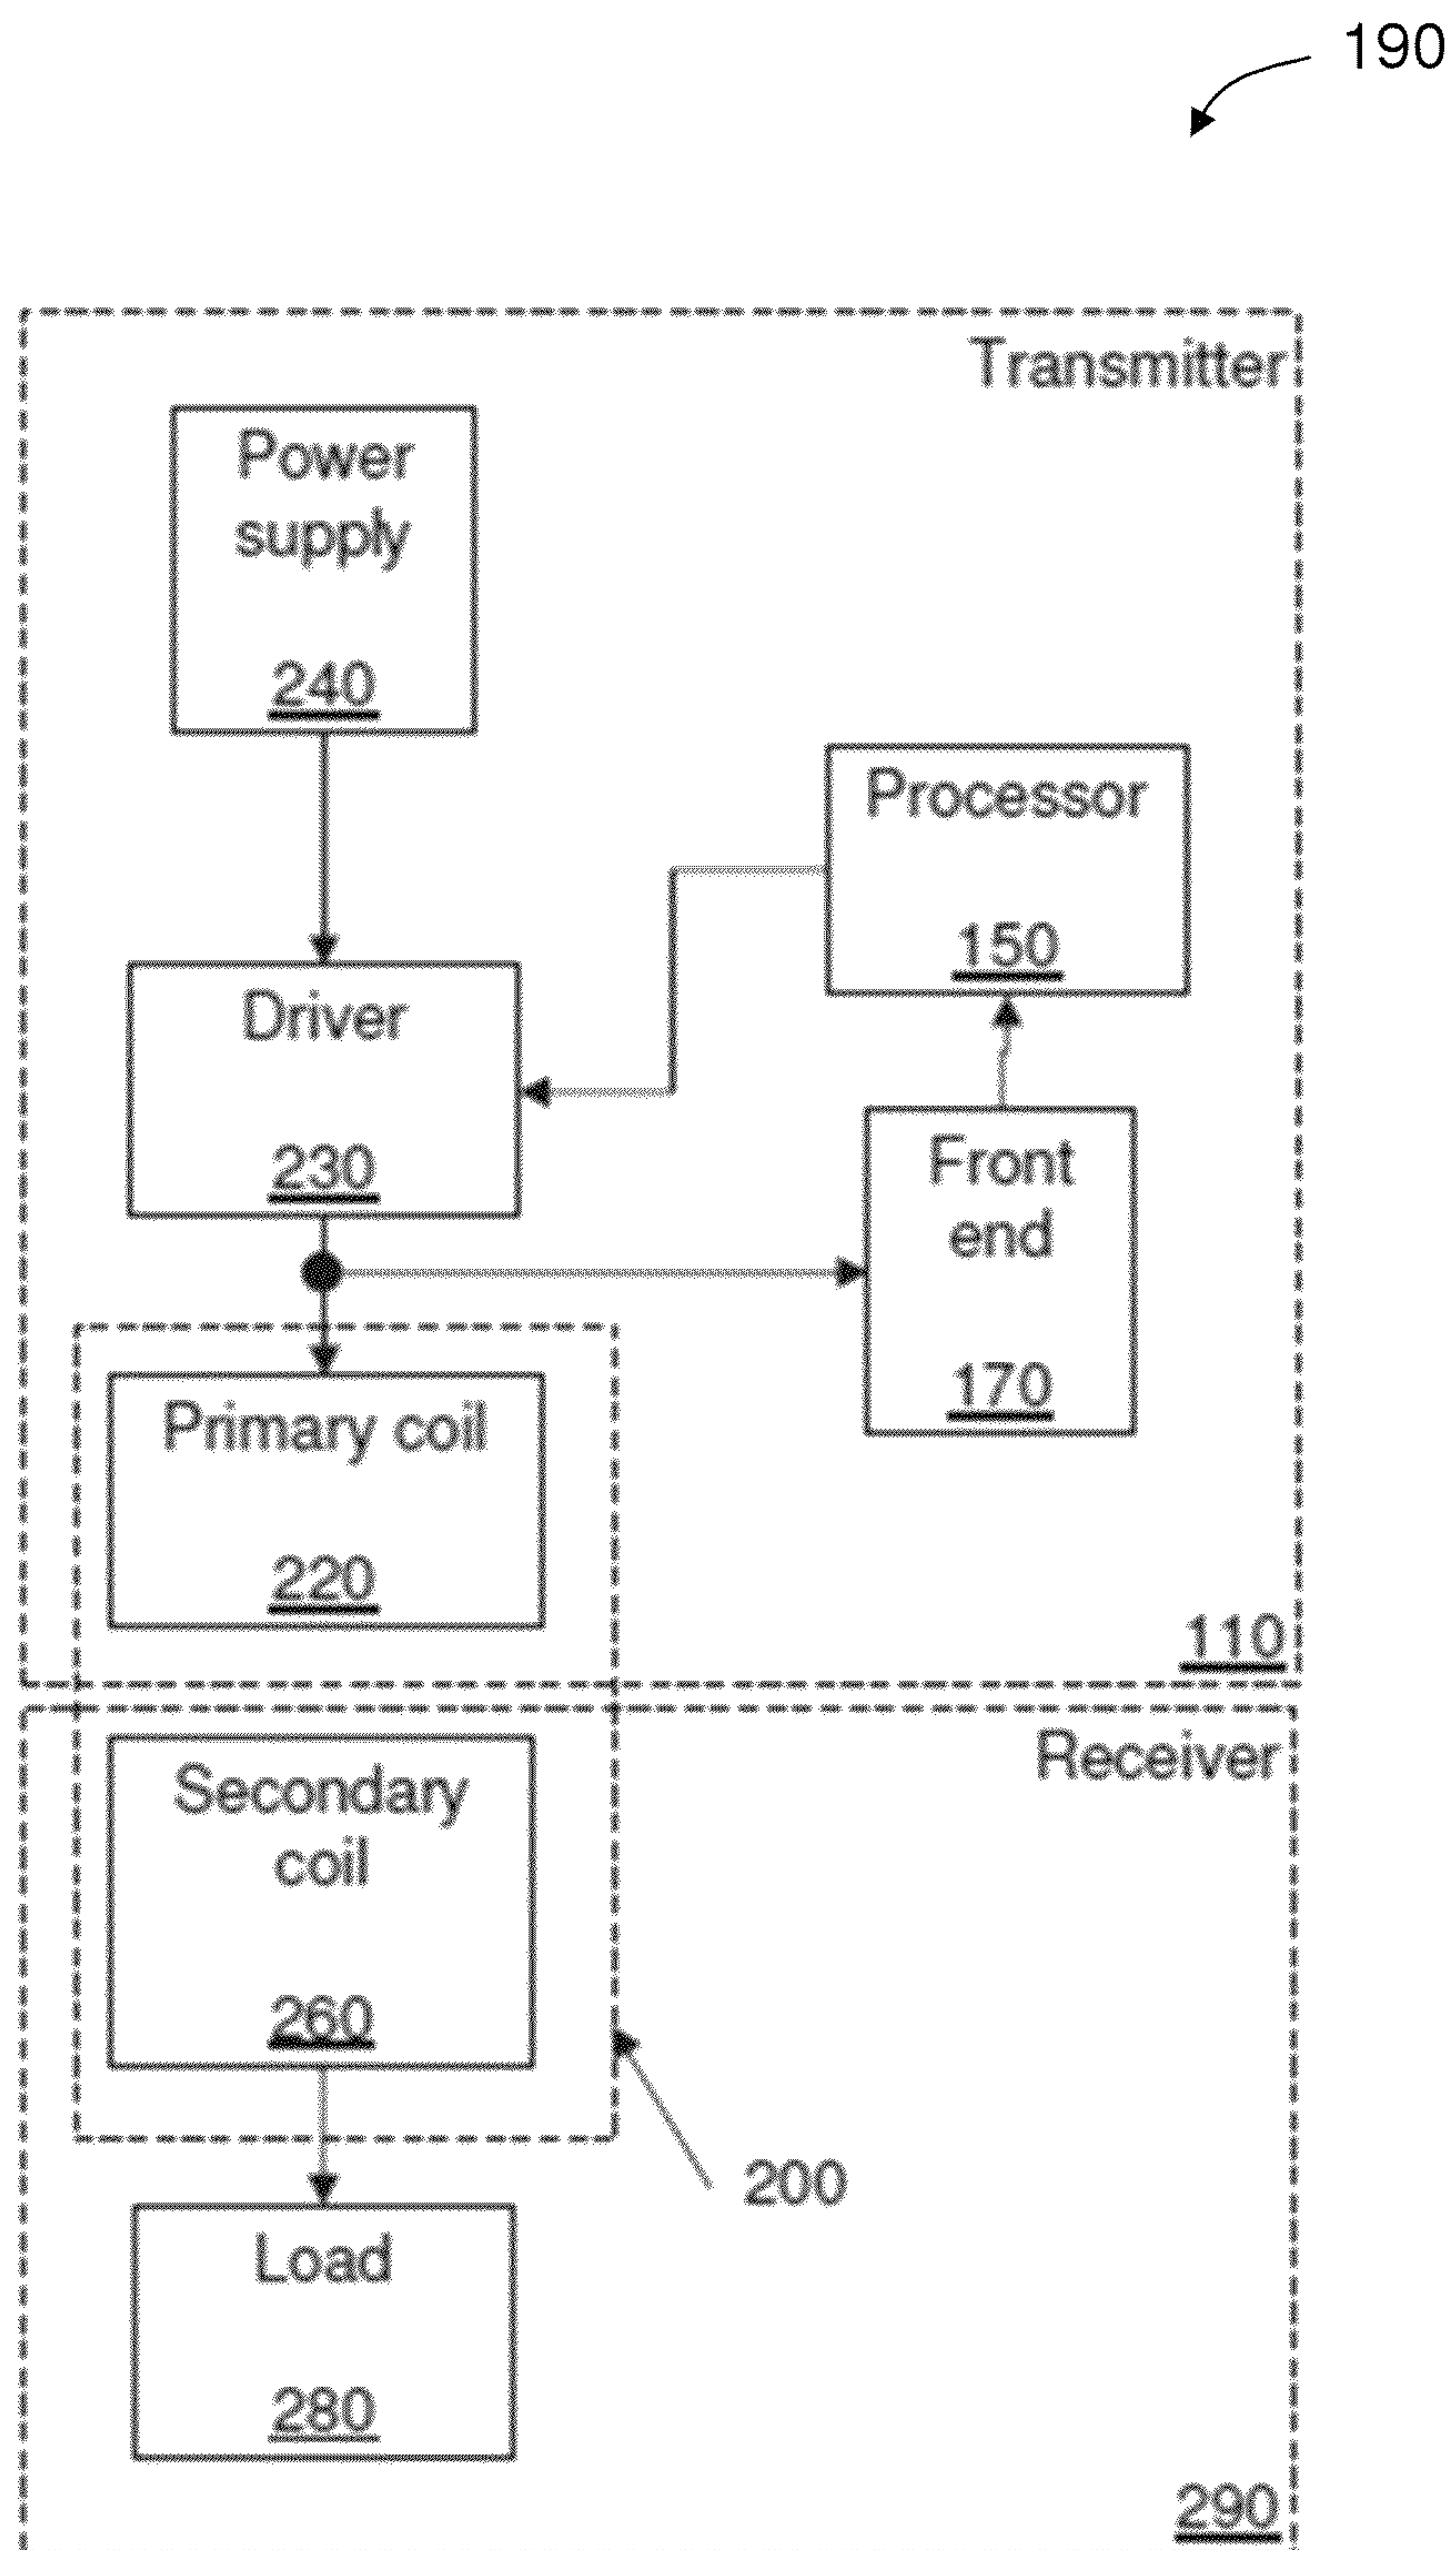 190
Transmitter
Power
supply
240
Processor
150
Driver
230
Front
end
170
Primary coil
220
110
Receiver
Secondary
coil
260
200
Load
280
290